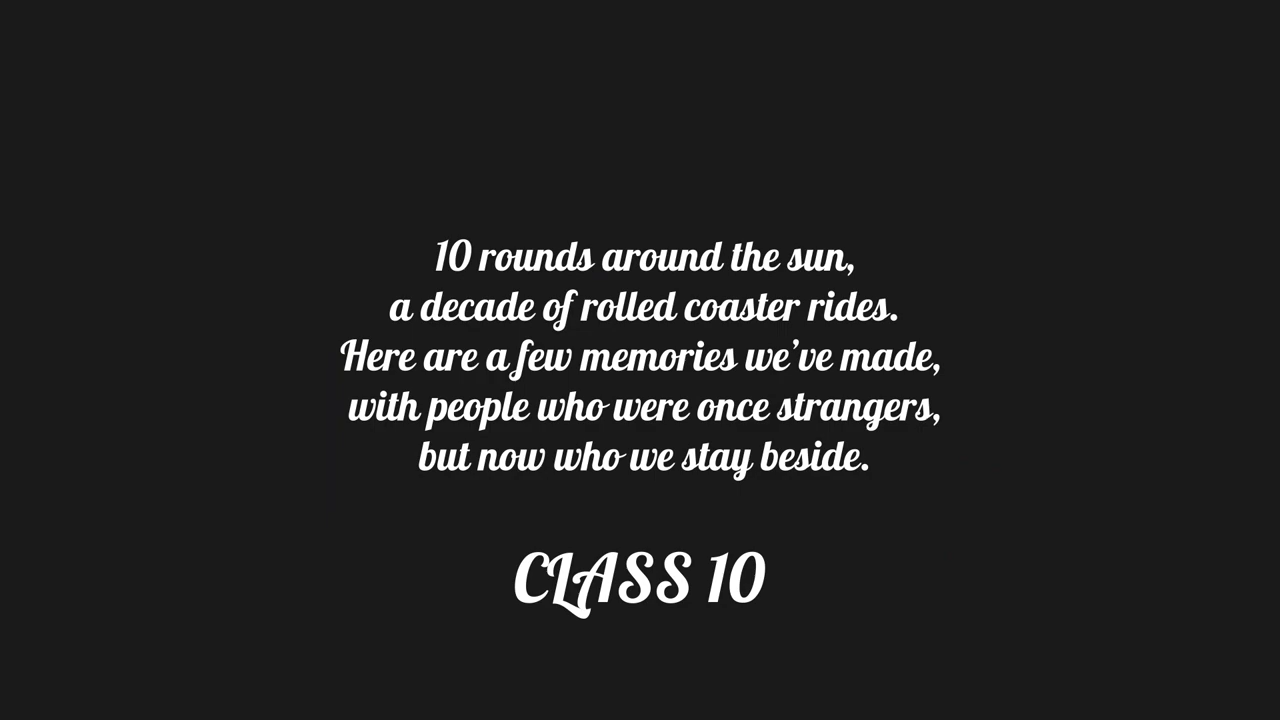 10 rounds around the sun,
a decade of rolled coaster rides.
Here are a few memories we’ve made,
with people who were once strangers,
but now who we stay beside.
CLASS 10